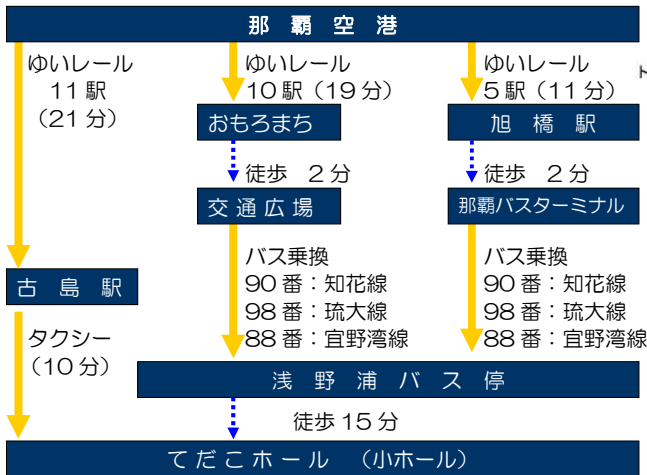 那覇空港
ゆいレール
11駅
（21分）
ゆいレール
10駅（19分）
ゆいレール
5駅（11分）
ト
おもろまち
旭橋駅
徒歩 2分
徒歩 2分
交通広場
那覇バスターミナル
バス乗換
90番：知花線
98番：琉大線
88番：宜野湾線
バス乗換
90番：知花線
98番：琉大線
88番：宜野湾線
古島駅
タクシー
（10分）
浅野浦バス停
徒歩15分
てだこホール （小ホール）